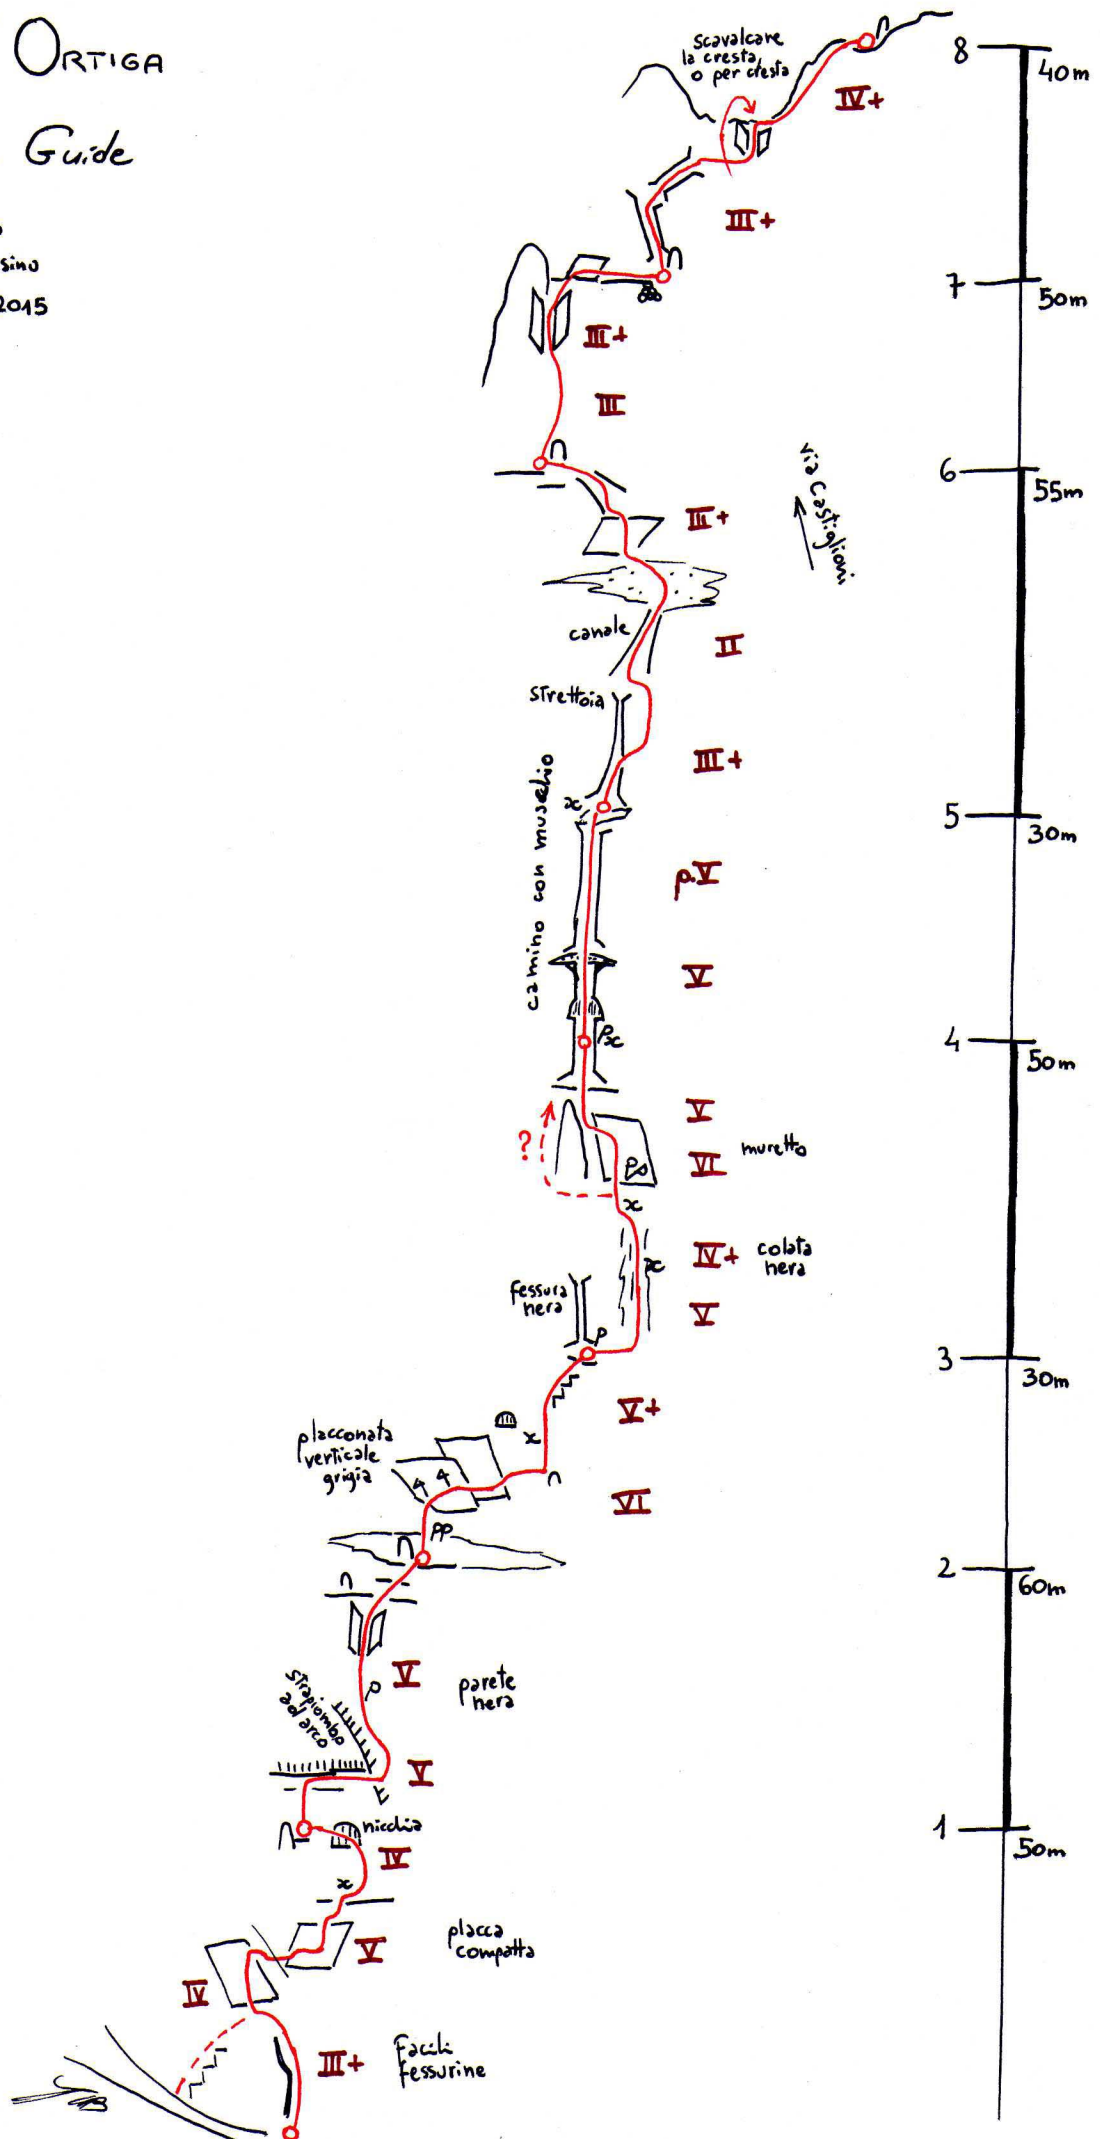 ORTIGA
Guide
sino
2015
scavalcare
la cresta
o per cresta
8
40m
IV+
III+
7
50m
III+
III
6
55m
via Castiglioni
III+
canale
II
strettoia
III+
x
5
30m
camino con muschio
p.V
V
4
50m
V
?
VI
muretto
x
IV+
colata
nera
x
fessura
nera
V
P
3
30m
V+
x
placconata
verticale
grigia
VI
PP
2
60m
V
parete
nera
P
strapiombo
ad arco
V
1
50m
nicchia
IV
x
V
placca
compatta
IV
III+
Facili
fessurine